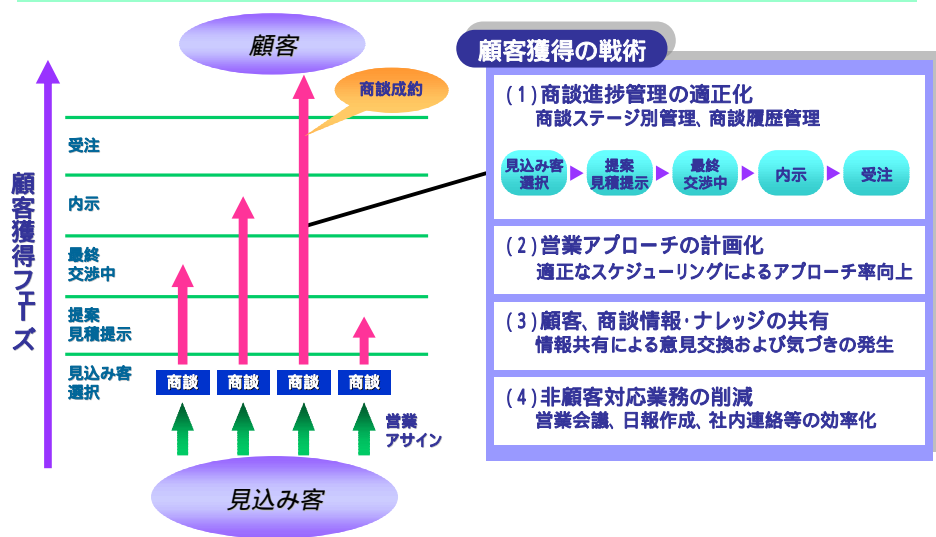 顧客
商談成約
顧客獲得フェーズ
受注
内示
最終
交渉中
提案
見積提示
見込み客
選択
商談
商談
商談
商談
営業
アサイン
見込み客
顧客獲得の戦術
(1)商談進捗管理の適正化
商談ステージ別管理、商談履歴管理
見込み客
選択
提案
見積提示
最終
交渉中
内示
受注
(2)営業アプローチの計画化
適正なスケジューリングによるアプローチ率向上
(3)顧客、商談情報・ナレッジの共有
情報共有による意見交換および気づきの発生
(4)非顧客対応業務の削減
営業会議、日報作成、社内連絡等の効率化